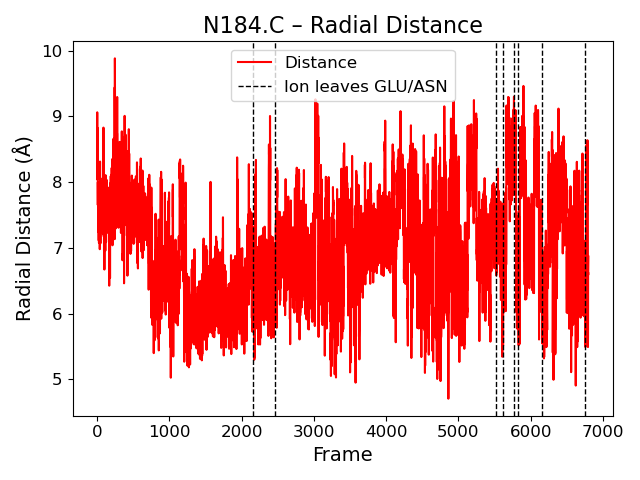 N184.C – Radial Distance
Distance
Ion leaves GLU/ASN
Radial Distance (Å)
10
9
8
7
6
5
0 1000 2000 3000 4000 5000 6000 7000
Frame